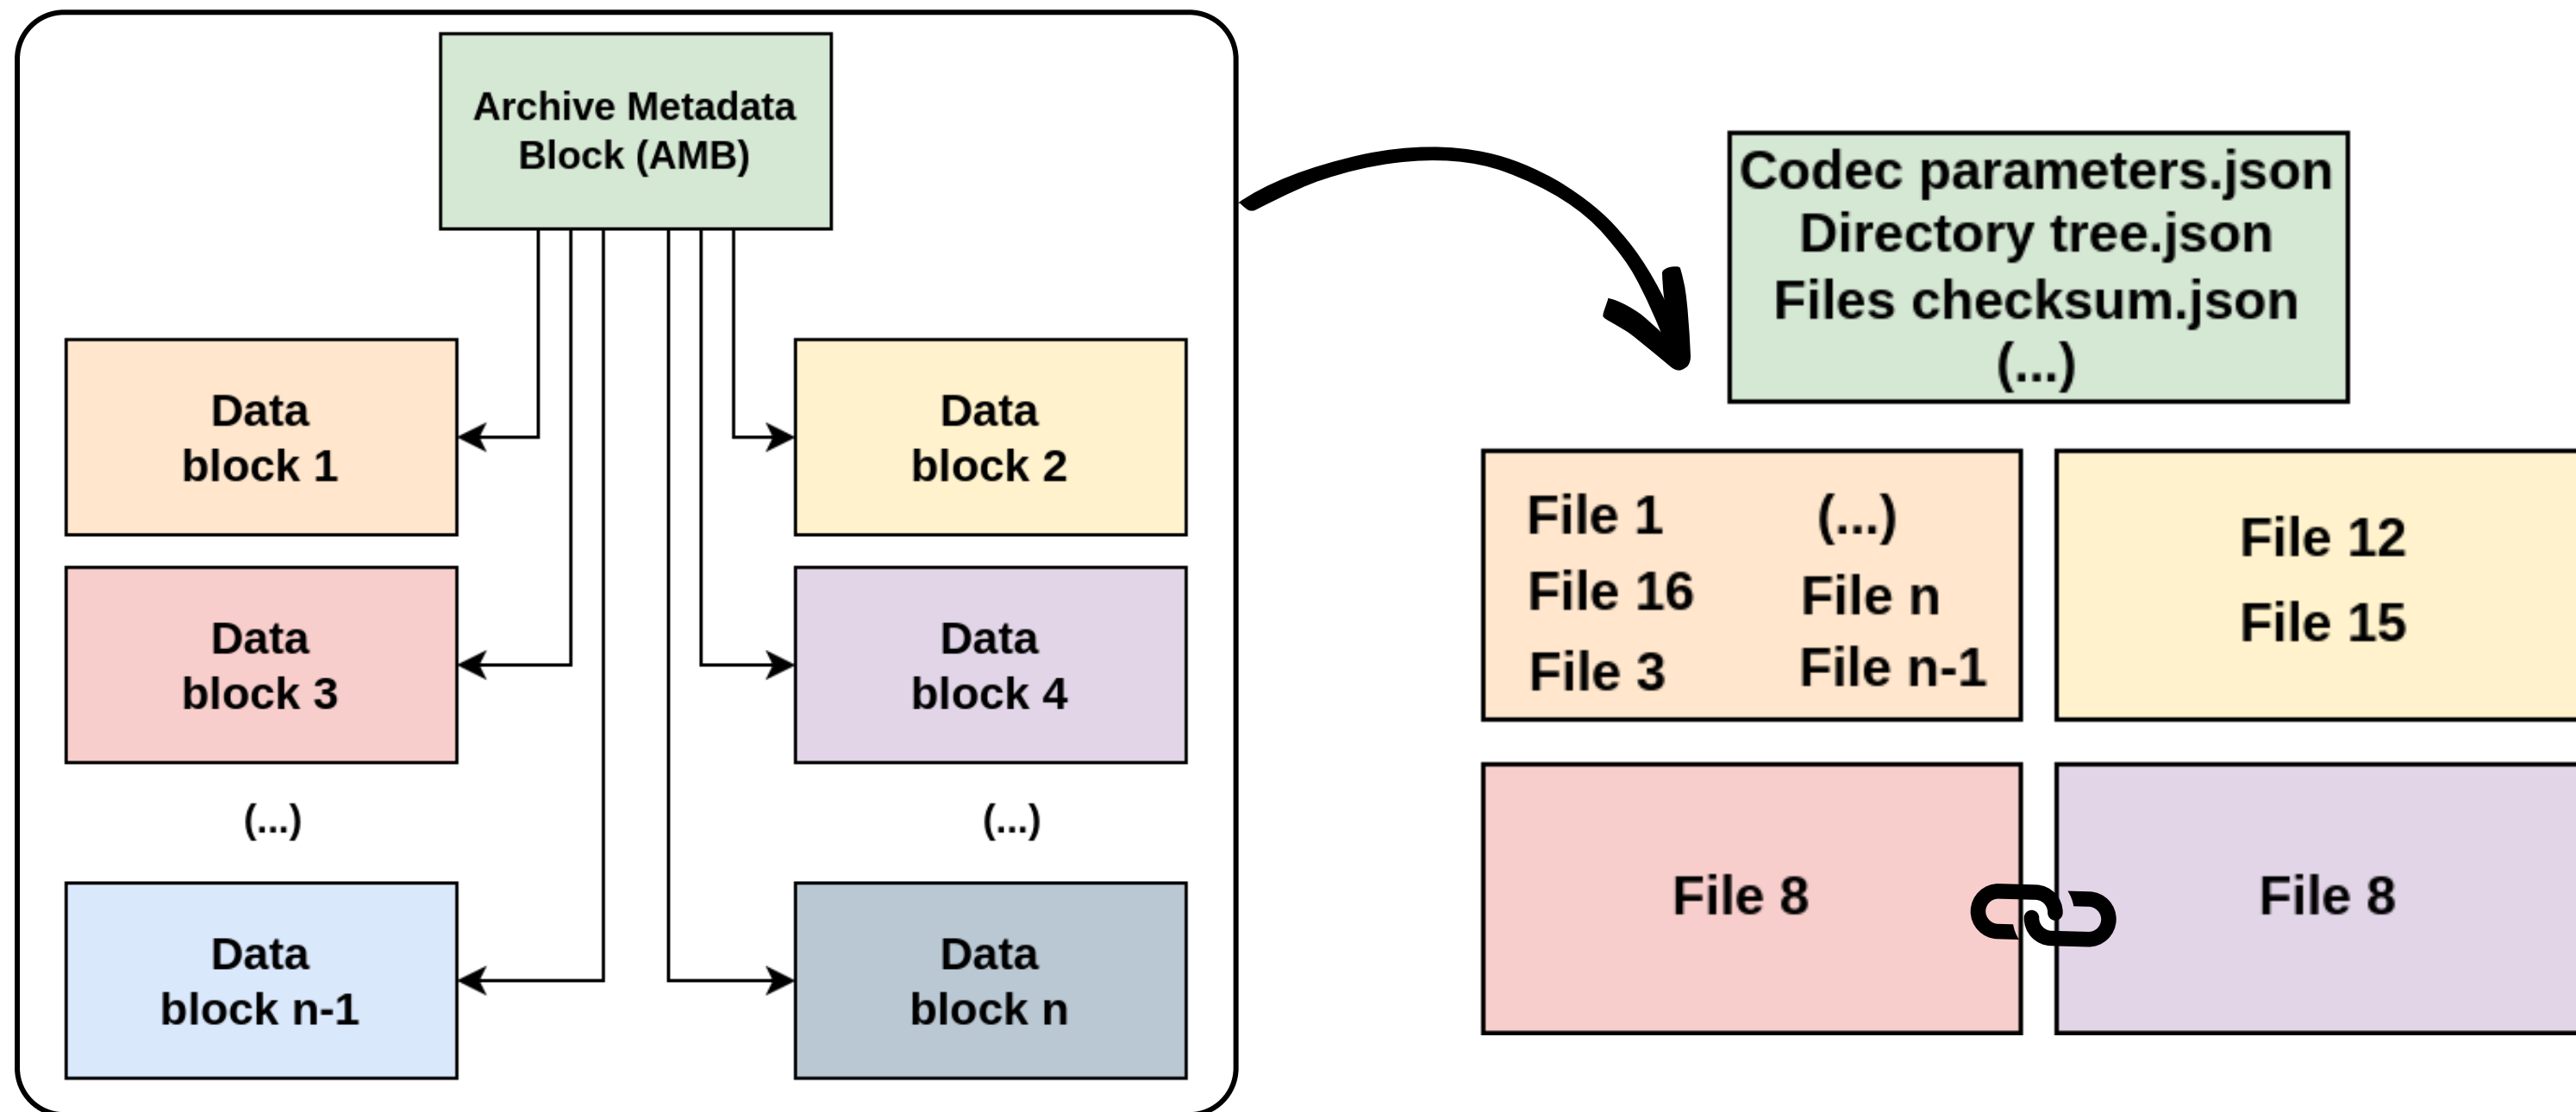 Archive Metadata
Block (AMB)
Data
block 1
Data
block 2
Data
block 3
Data
block 4
(...)
(...)
Data
block n-1
Data
block n
Codec parameters.json
Directory tree.json
Files checksum.json
(...)
File 1
File 16
File 3
(...)
File n
File n-1
File 12
File 15
File 8
File 8